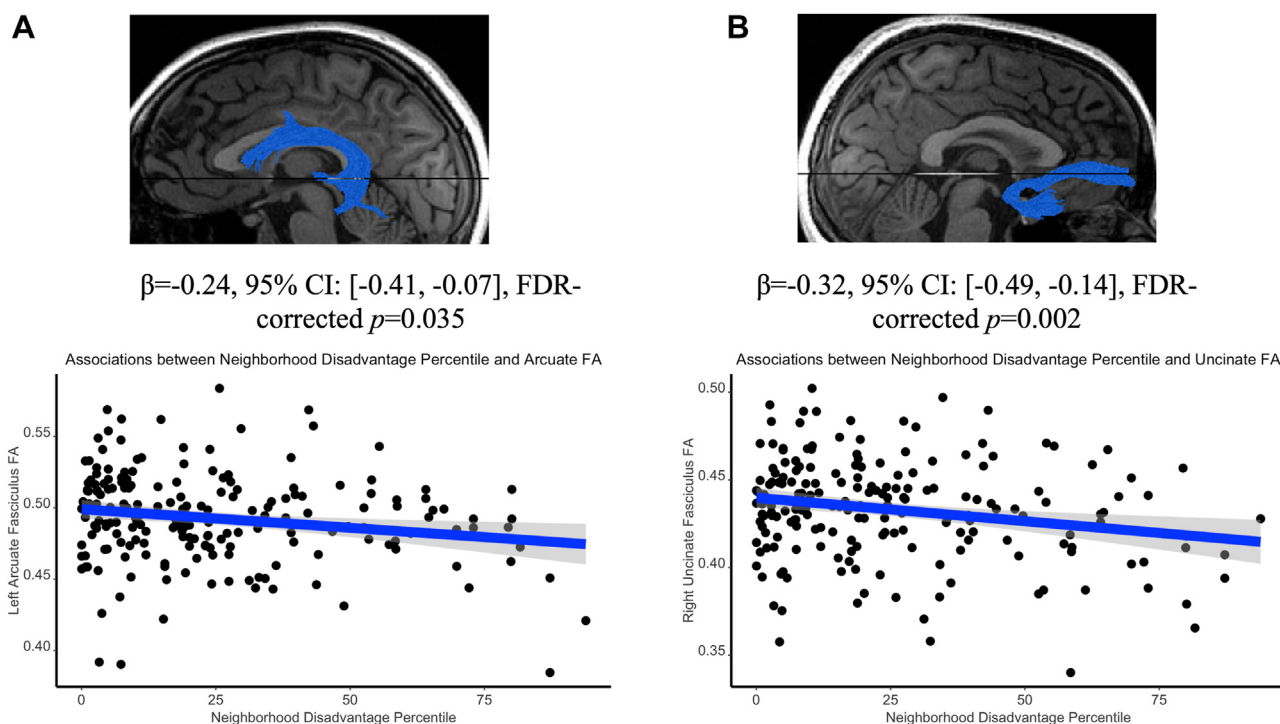 A
β=-0.24, 95% CI: [-0.41, -0.07], FDR-
corrected p=0.035
Associations between Neighborhood Disadvantage Percentile and Arcuate FA
Left Arcuate Fasciculus FA
0.55
0.50
0.45
0.40
0
25
50
75
Neighborhood Disadvantage Percentile
B
β=-0.32, 95% CI: [-0.49, -0.14], FDR-
corrected p=0.002
Associations between Neighborhood Disadvantage Percentile and Uncinate FA
Right Uncinate Fasciculus FA
0.50
0.45
0.40
0.35
0
25
50
75
Neighborhood Disadvantage Percentile